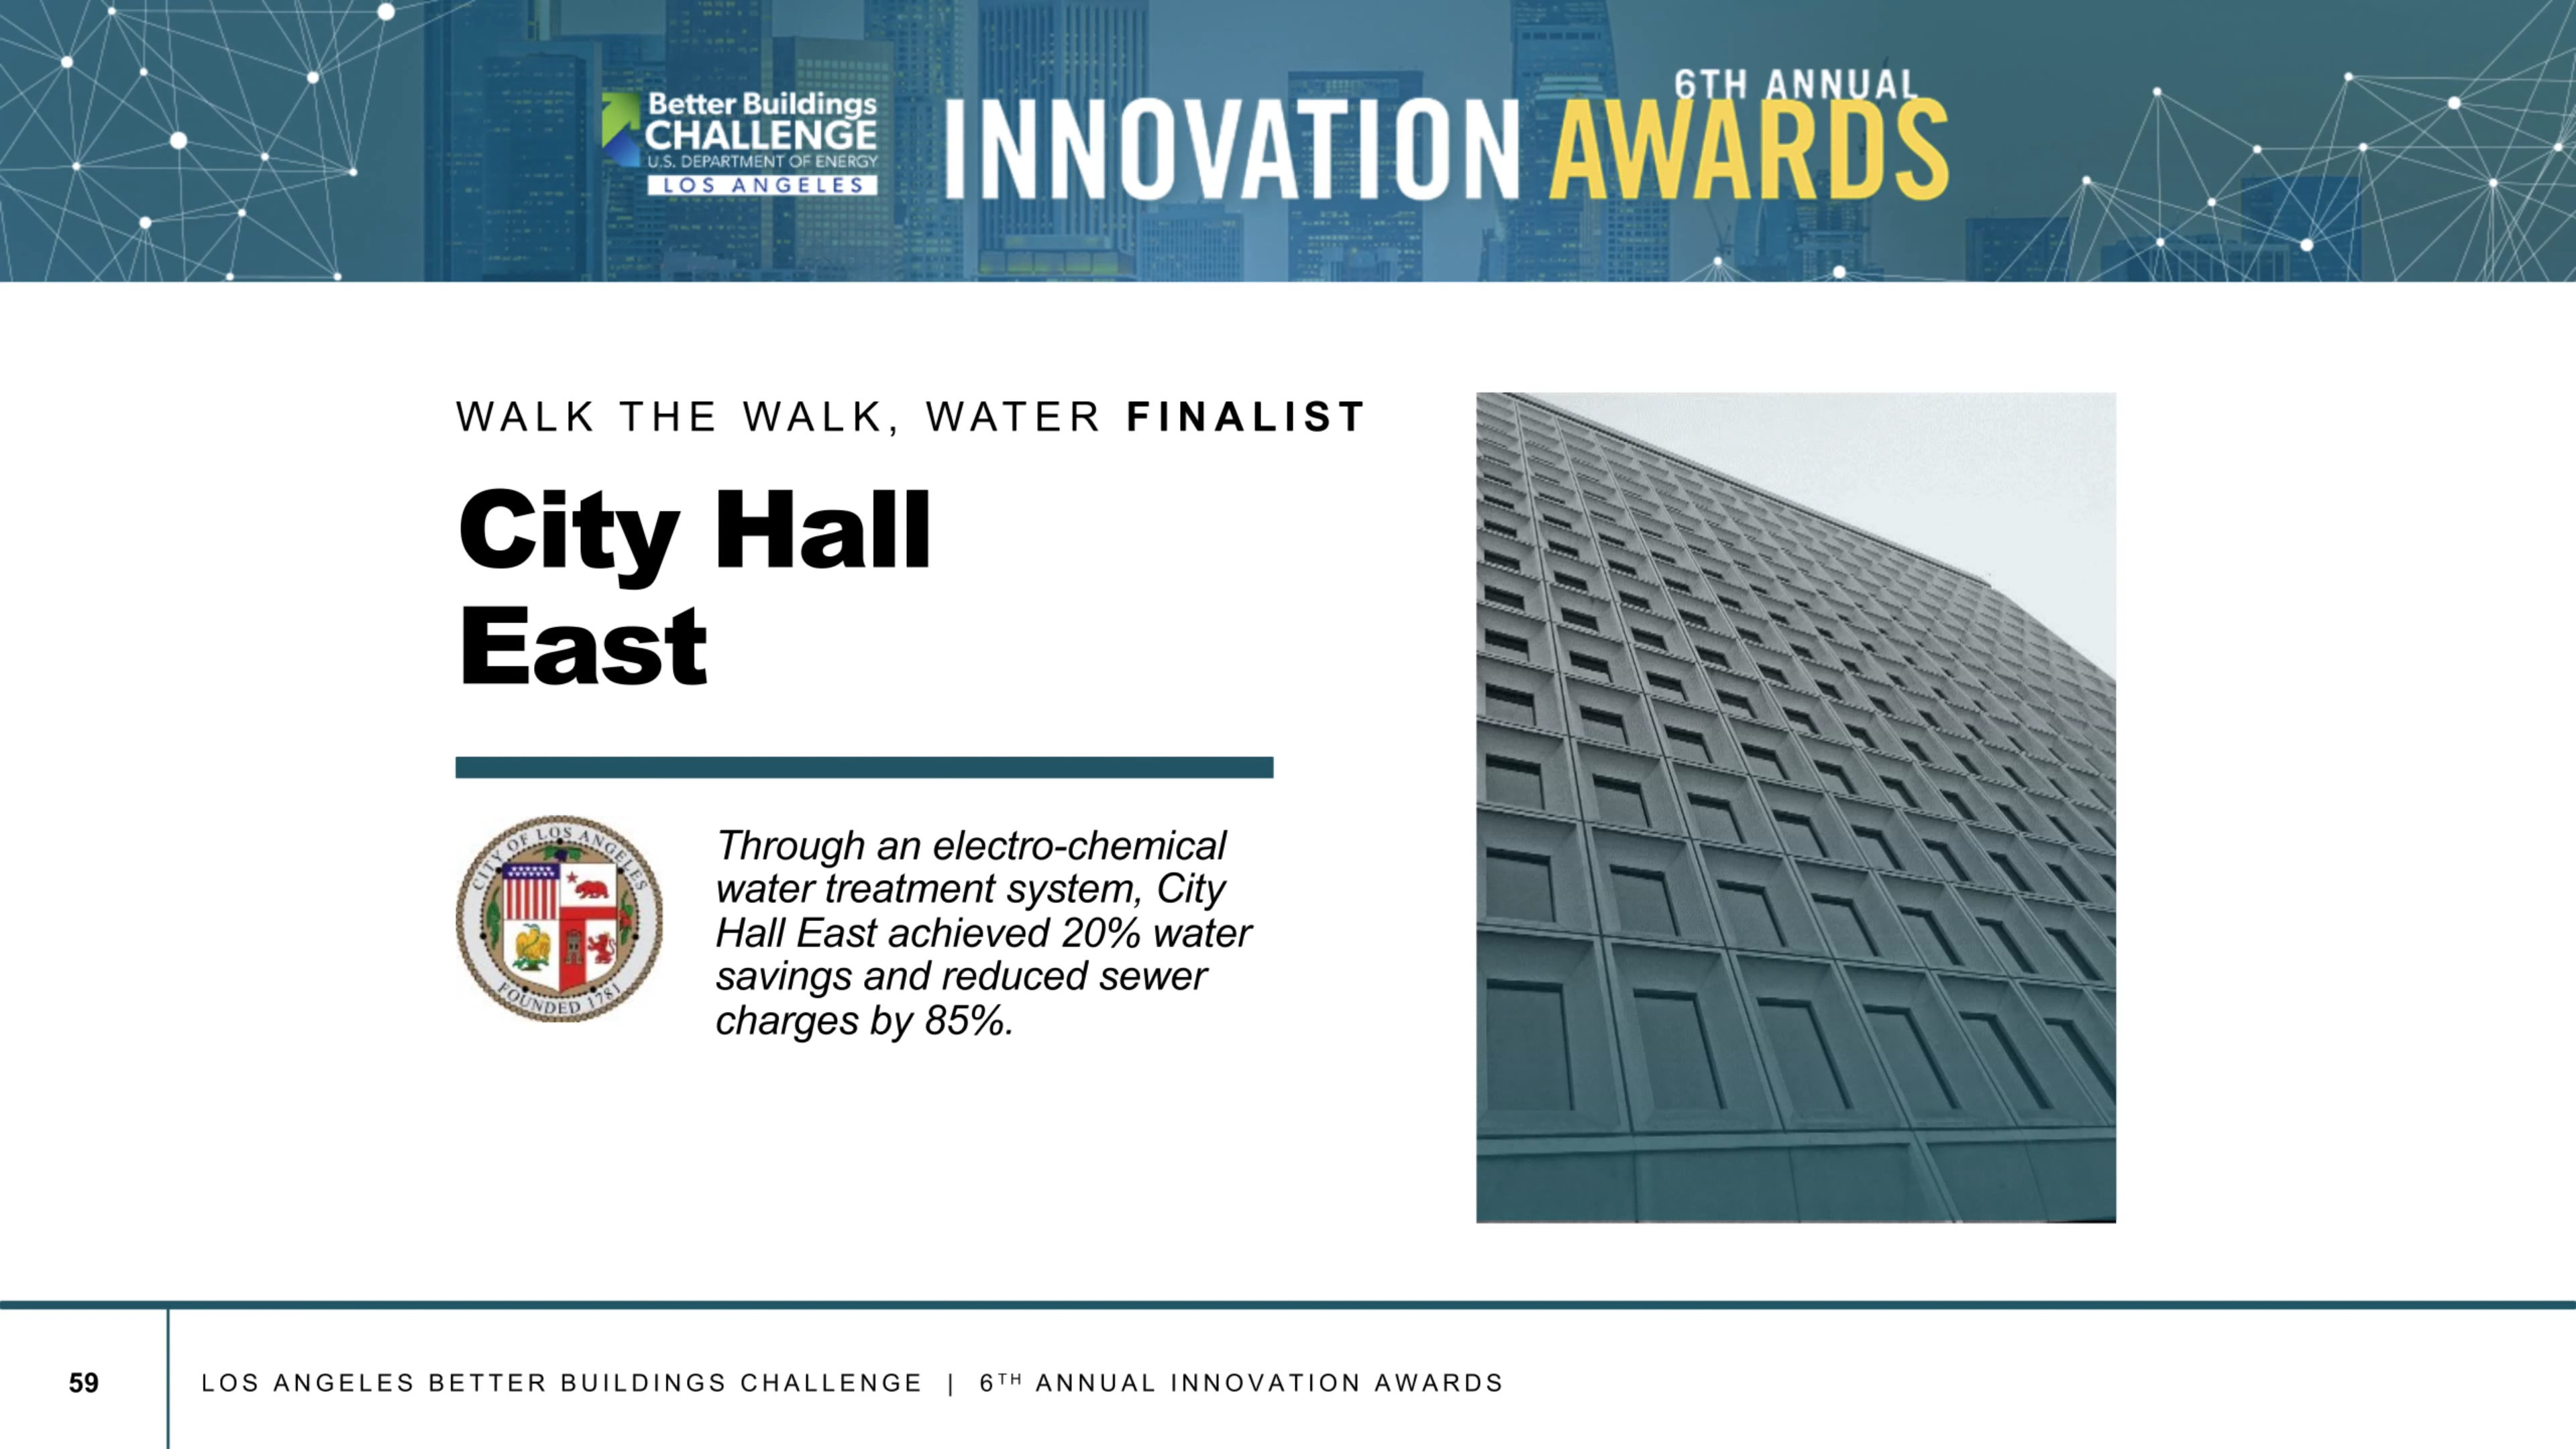 Better Buildings
CHALLENGE
U.S. DEPARTMENT OF ENERGY
LOS ANGELES
6TH ANNUAL
INNOVATION AWARDS
WALK THE WALK, WATER FINALIST
City Hall
East
CITY OF LOS ANGELES
FOUNDED 1781
Through an electro-chemical
water treatment system, City
Hall East achieved 20% water
savings and reduced sewer
charges by 85%.
59
LOS ANGELES BETTER BUILDINGS CHALLENGE | 6TH ANNUAL INNOVATION AWARDS